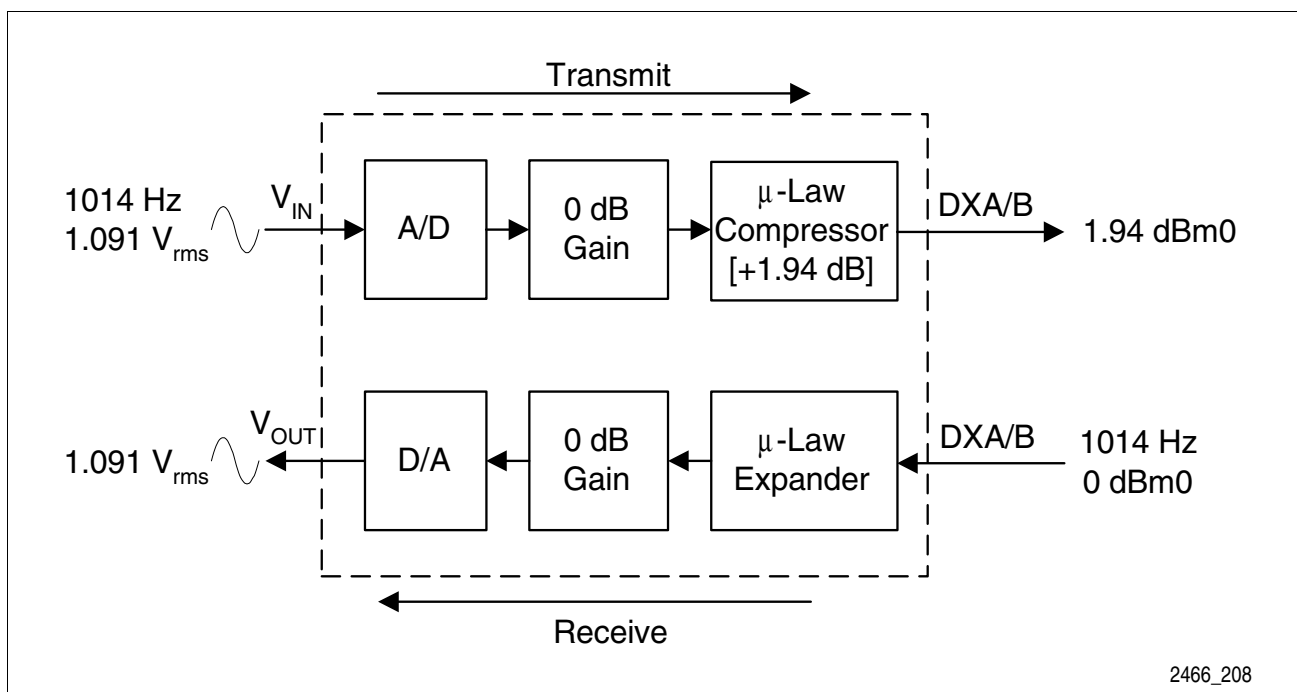 Transmit
1014 Hz
1.091 Vrms
VIN
A/D
0 dB
Gain
μ-Law
Compressor
[+1.94 dB]
DXA/B
1.94 dBm0
1.091 Vrms
VOUT
D/A
0 dB
Gain
μ-Law
Expander
DXA/B
1014 Hz
0 dBm0
Receive
2466_208